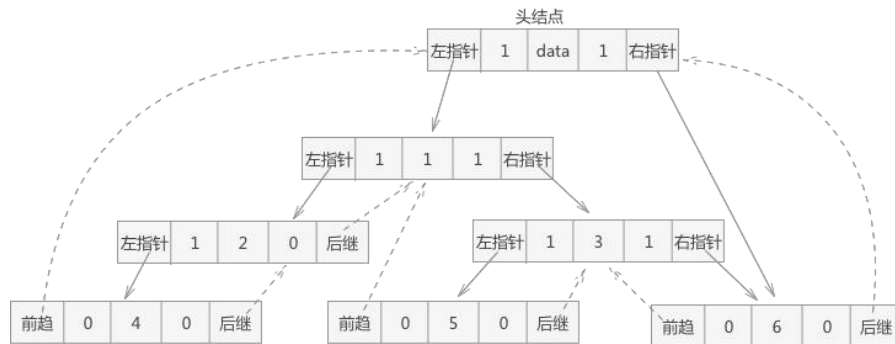 头结点
左指针 1 data 1 右指针
左指针 1 1 1 右指针
左指针 1 2 0 后继
左指针 1 3 1 右指针
前趋 0 4 0 后继
前趋 0 5 0 后继
前趋 0 6 0 后继